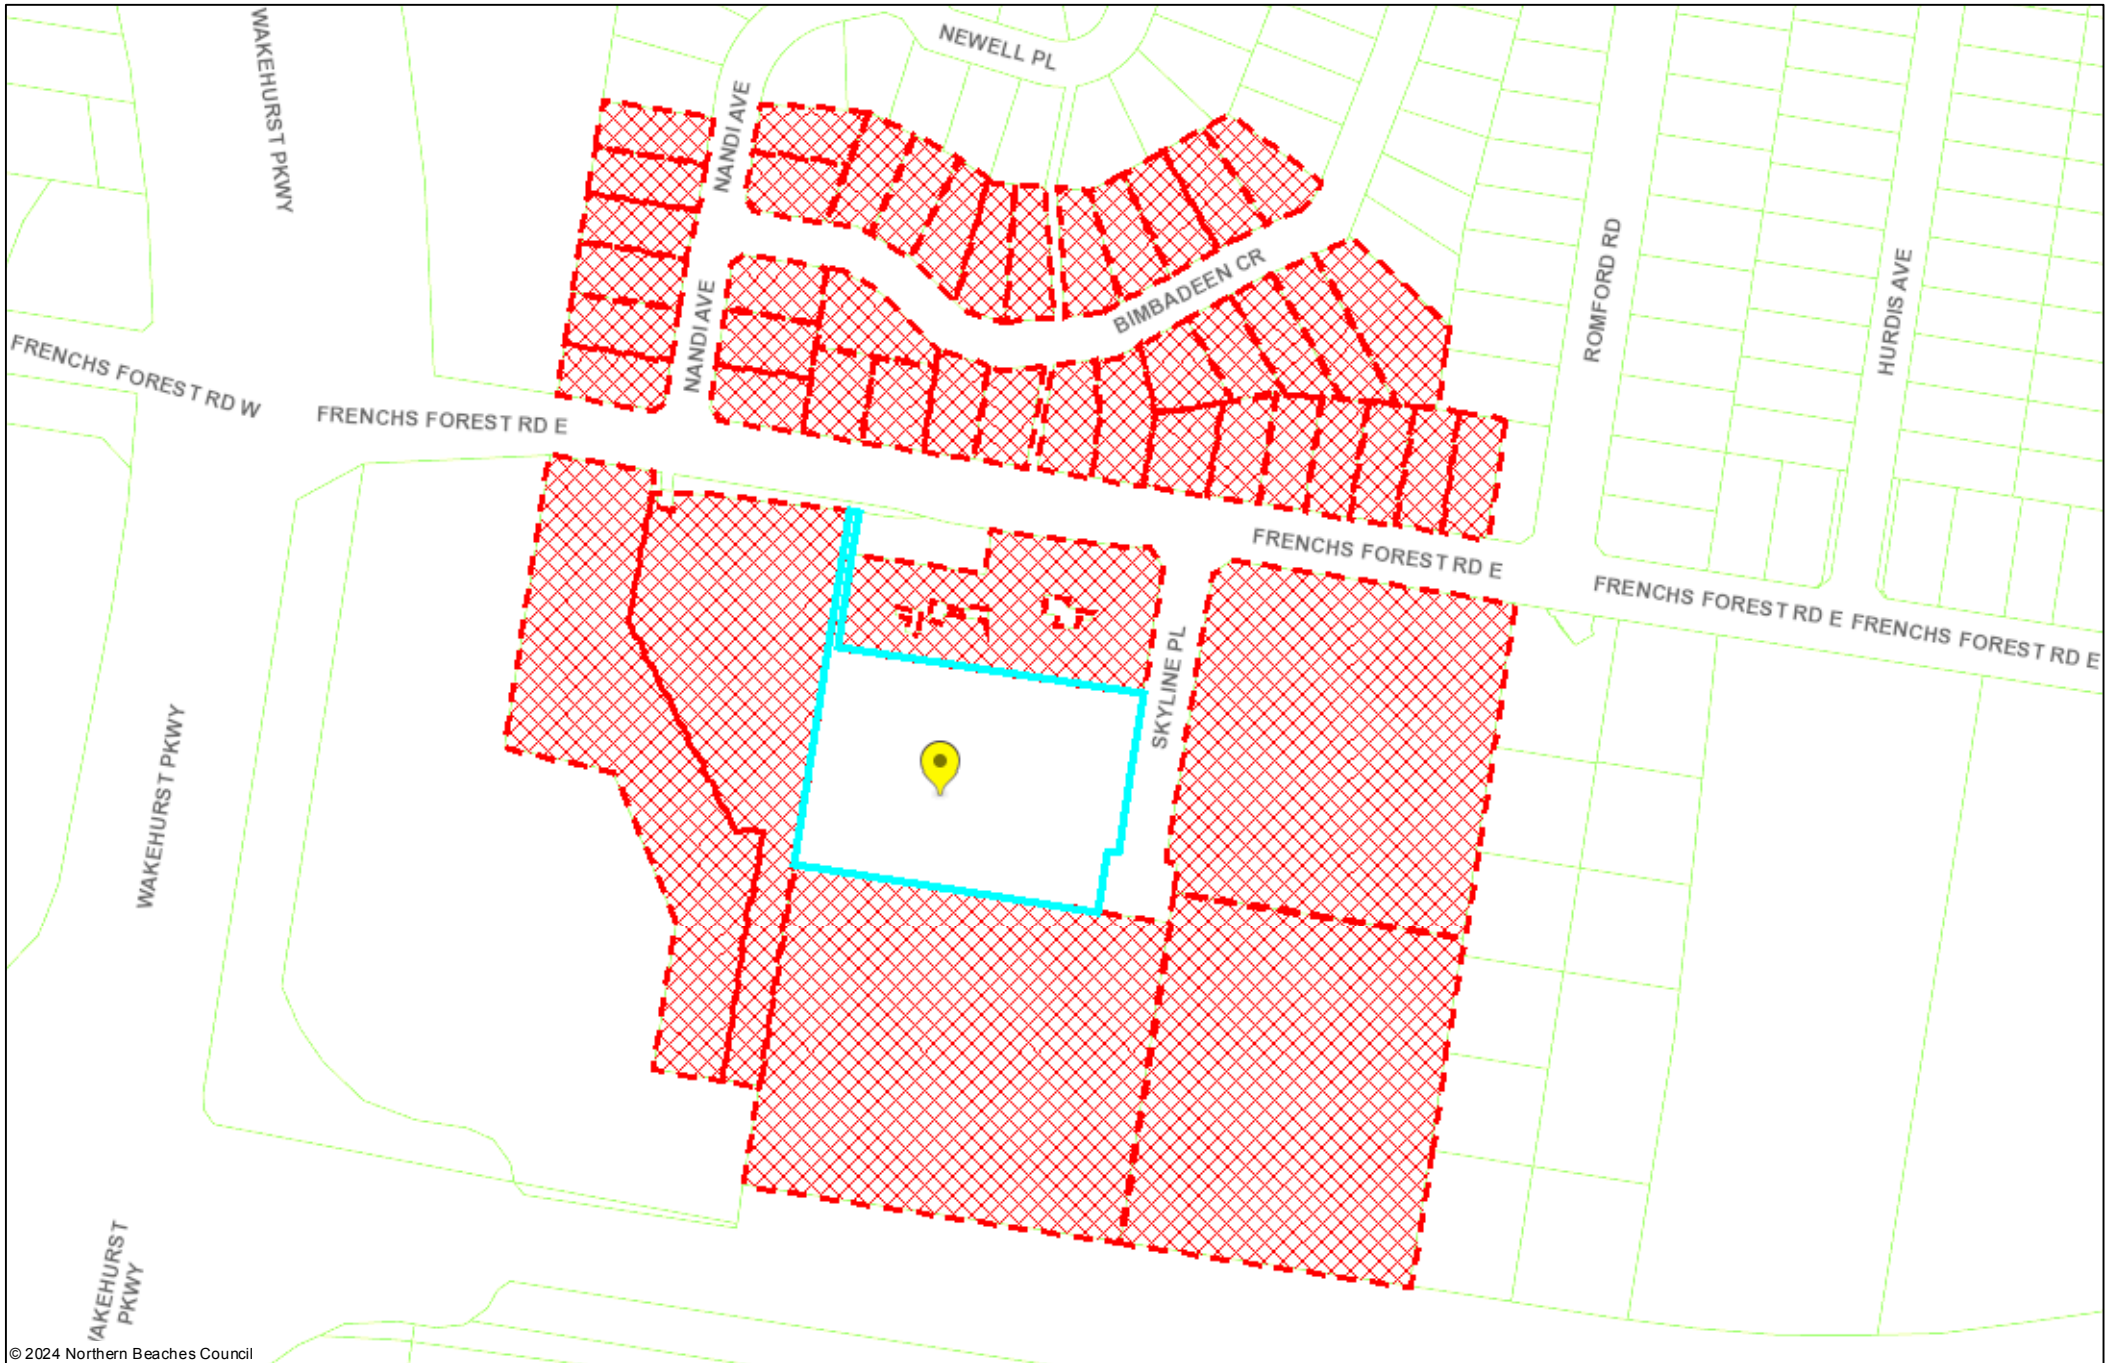 WAKEHURST PKWY
NEWELL PL
NANDI AVE
ROMFORD RD
HURDIS AVE
BIMBADEEN CR
NANDI AVE
FRENCHS FOREST RD W
FRENCHS FOREST RD E
FRENCHS FOREST RD E
FRENCHS FOREST RD E
FRENCHS FOREST RD E
SKYLINE PL
WAKEHURST PKWY
WAKEHURST
PKWY
© 2024 Northern Beaches Council